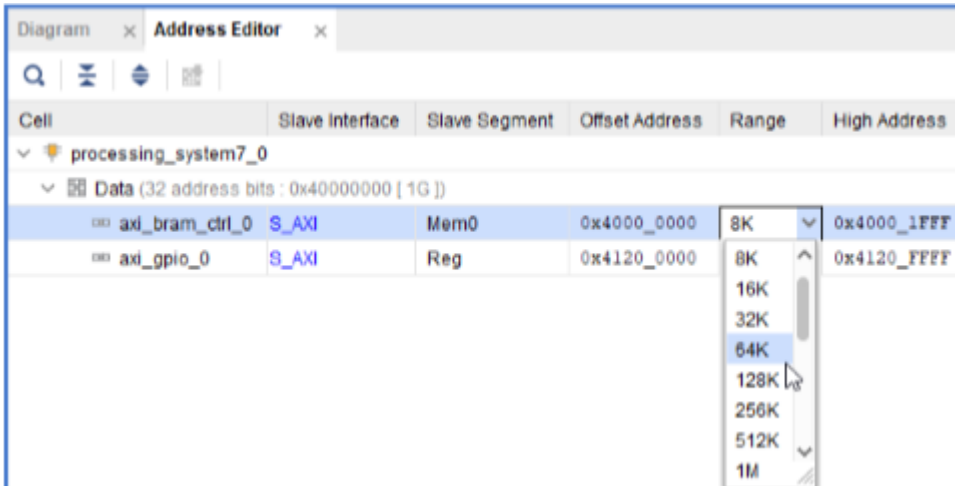 Diagram × Address Editor ×
Cell Slave Interface Slave Segment Offset Address Range High Address
processing_system7_0
Data (32 address bits : 0x40000000 [ 1G ])
axi_bram_ctrl_0 S_AXI Mem0 0x4000_0000 8K 0x4000_1FFF
axi_gpio_0 S_AXI Reg 0x4120_0000 8K 0x4120_FFFF
16K
32K
64K
128K
256K
512K
1M